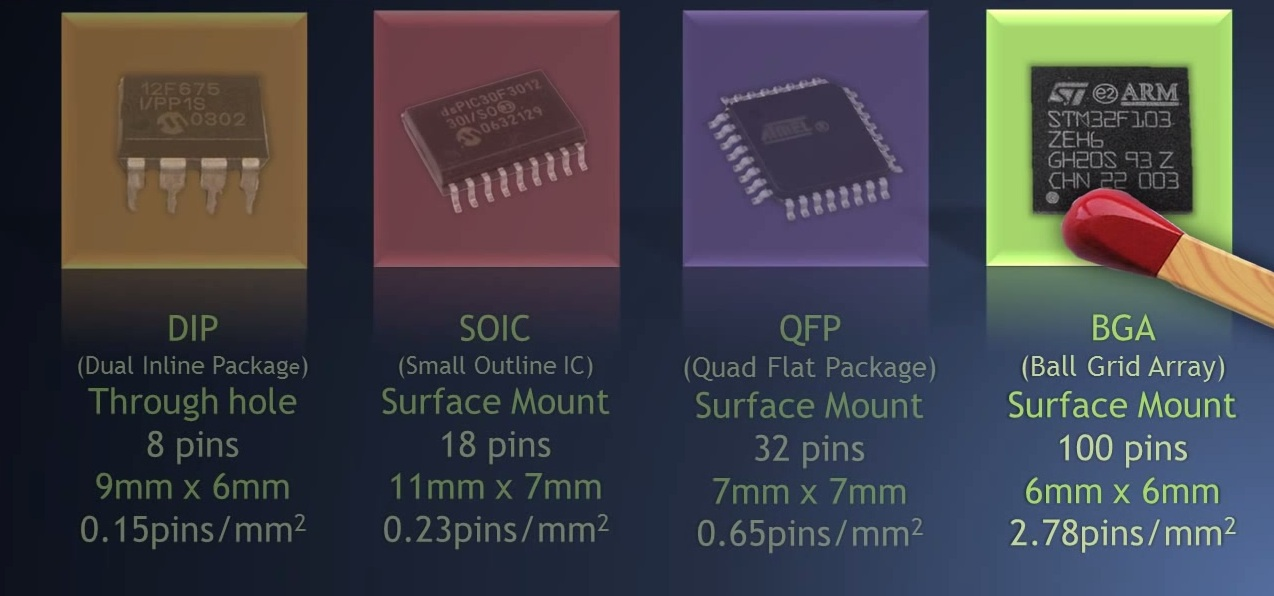 12F675
I/PP1S
0302
dsPIC30F3012
30I/SO e3
0632129
ATMEL ®
ST e2 ARM
STM32F103
ZEH6
GH20S 93 Z
CHN 22 003
DIP
(Dual Inline Package)
Through hole
8 pins
9mm x 6mm
0.15pins/mm²
SOIC
(Small Outline IC)
Surface Mount
18 pins
11mm x 7mm
0.23pins/mm²
QFP
(Quad Flat Package)
Surface Mount
32 pins
7mm x 7mm
0.65pins/mm²
BGA
(Ball Grid Array)
Surface Mount
100 pins
6mm x 6mm
2.78pins/mm²